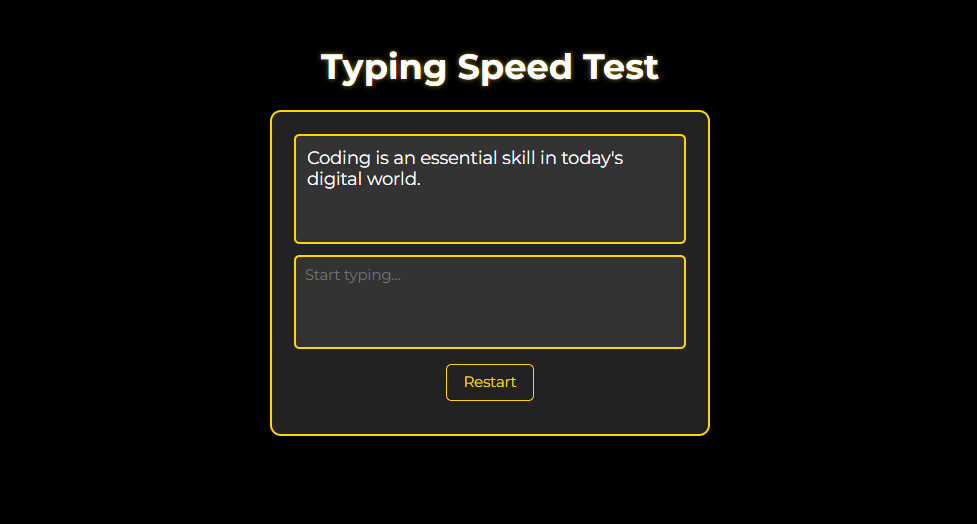 Typing Speed Test
Coding is an essential skill in today's
digital world.
Start typing...
Restart